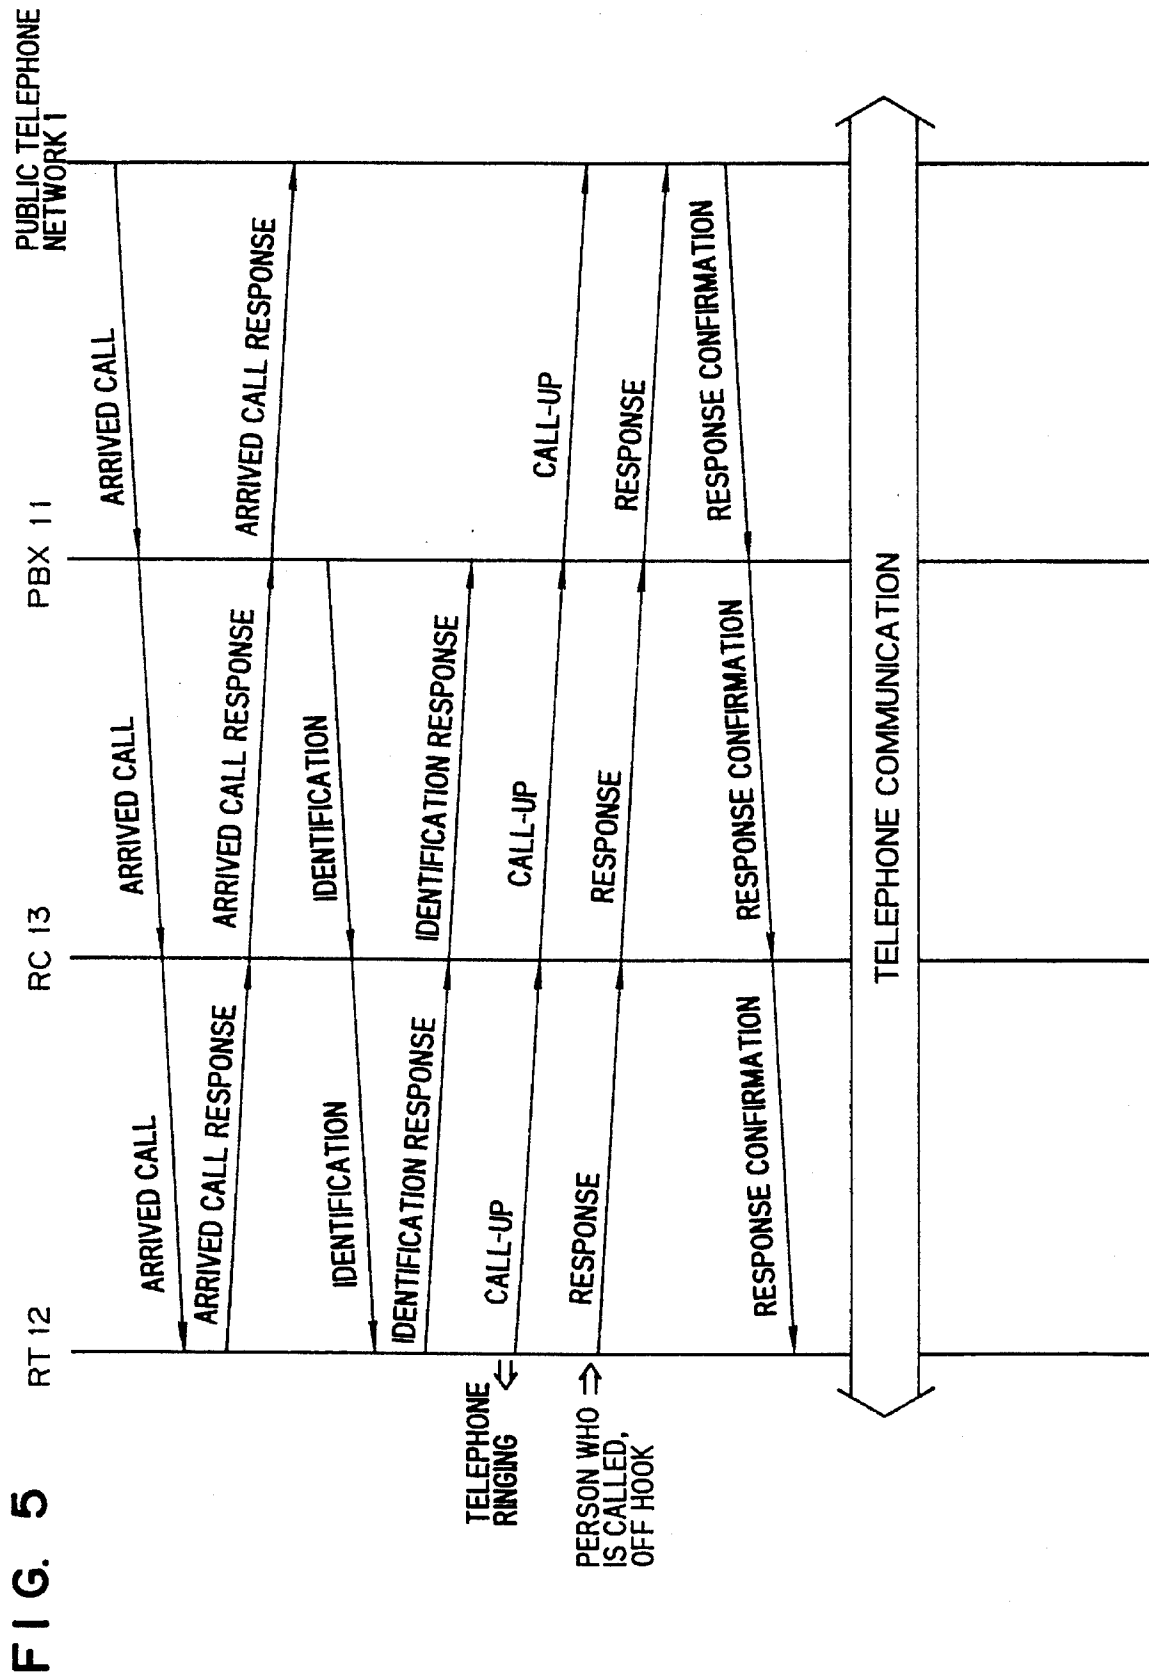 FIG. 5
RT 12
RC 13
PBX 11
PUBLIC TELEPHONE
NETWORK 1
ARRIVED CALL
ARRIVED CALL
ARRIVED CALL
ARRIVED CALL RESPONSE
ARRIVED CALL RESPONSE
ARRIVED CALL RESPONSE
IDENTIFICATION
IDENTIFICATION
IDENTIFICATION RESPONSE
IDENTIFICATION RESPONSE
TELEPHONE
RINGING
CALL-UP
CALL-UP
CALL-UP
PERSON WHO
IS CALLED,
OFF HOOK
RESPONSE
RESPONSE
RESPONSE
RESPONSE CONFIRMATION
RESPONSE CONFIRMATION
RESPONSE CONFIRMATION
TELEPHONE COMMUNICATION